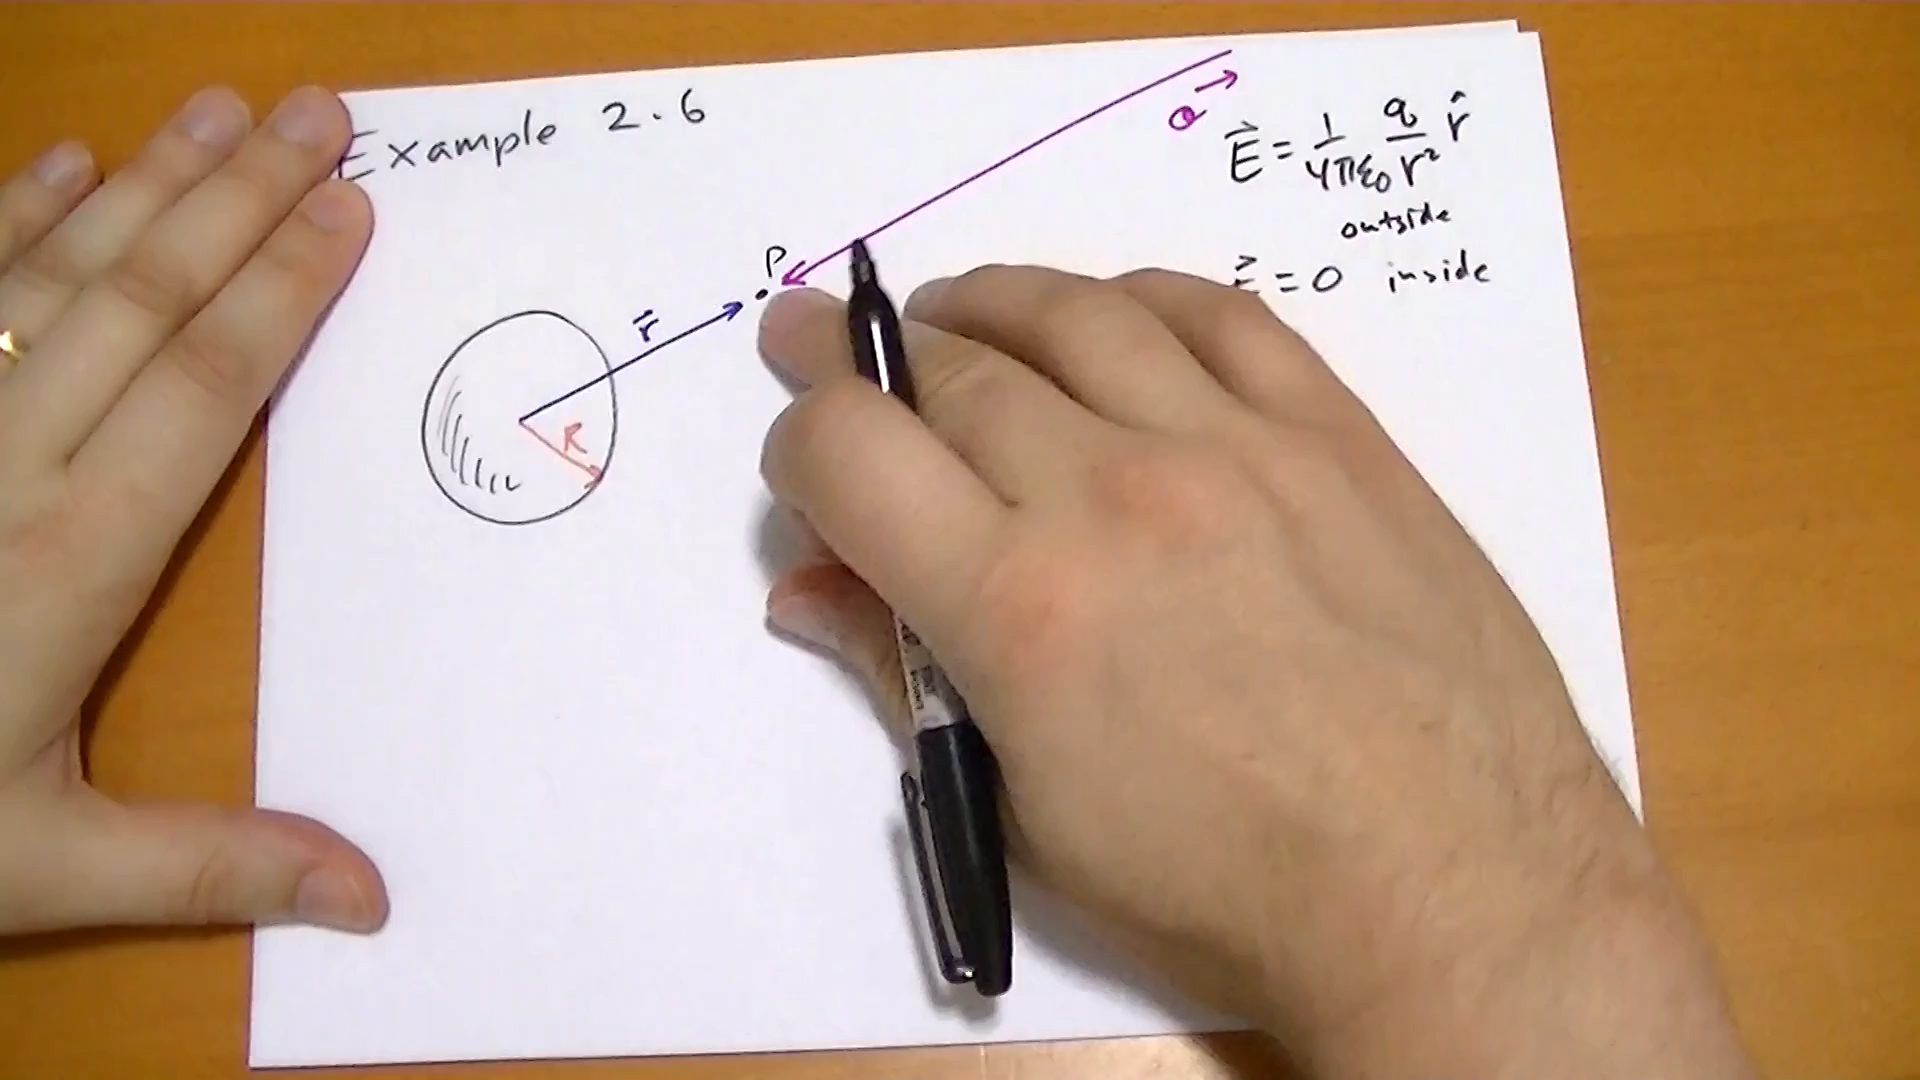 Example 2.6
O →
E⃗ = 1/4πε₀ q/r² r̂
outside
E⃗ = 0 inside
P
r⃗
R